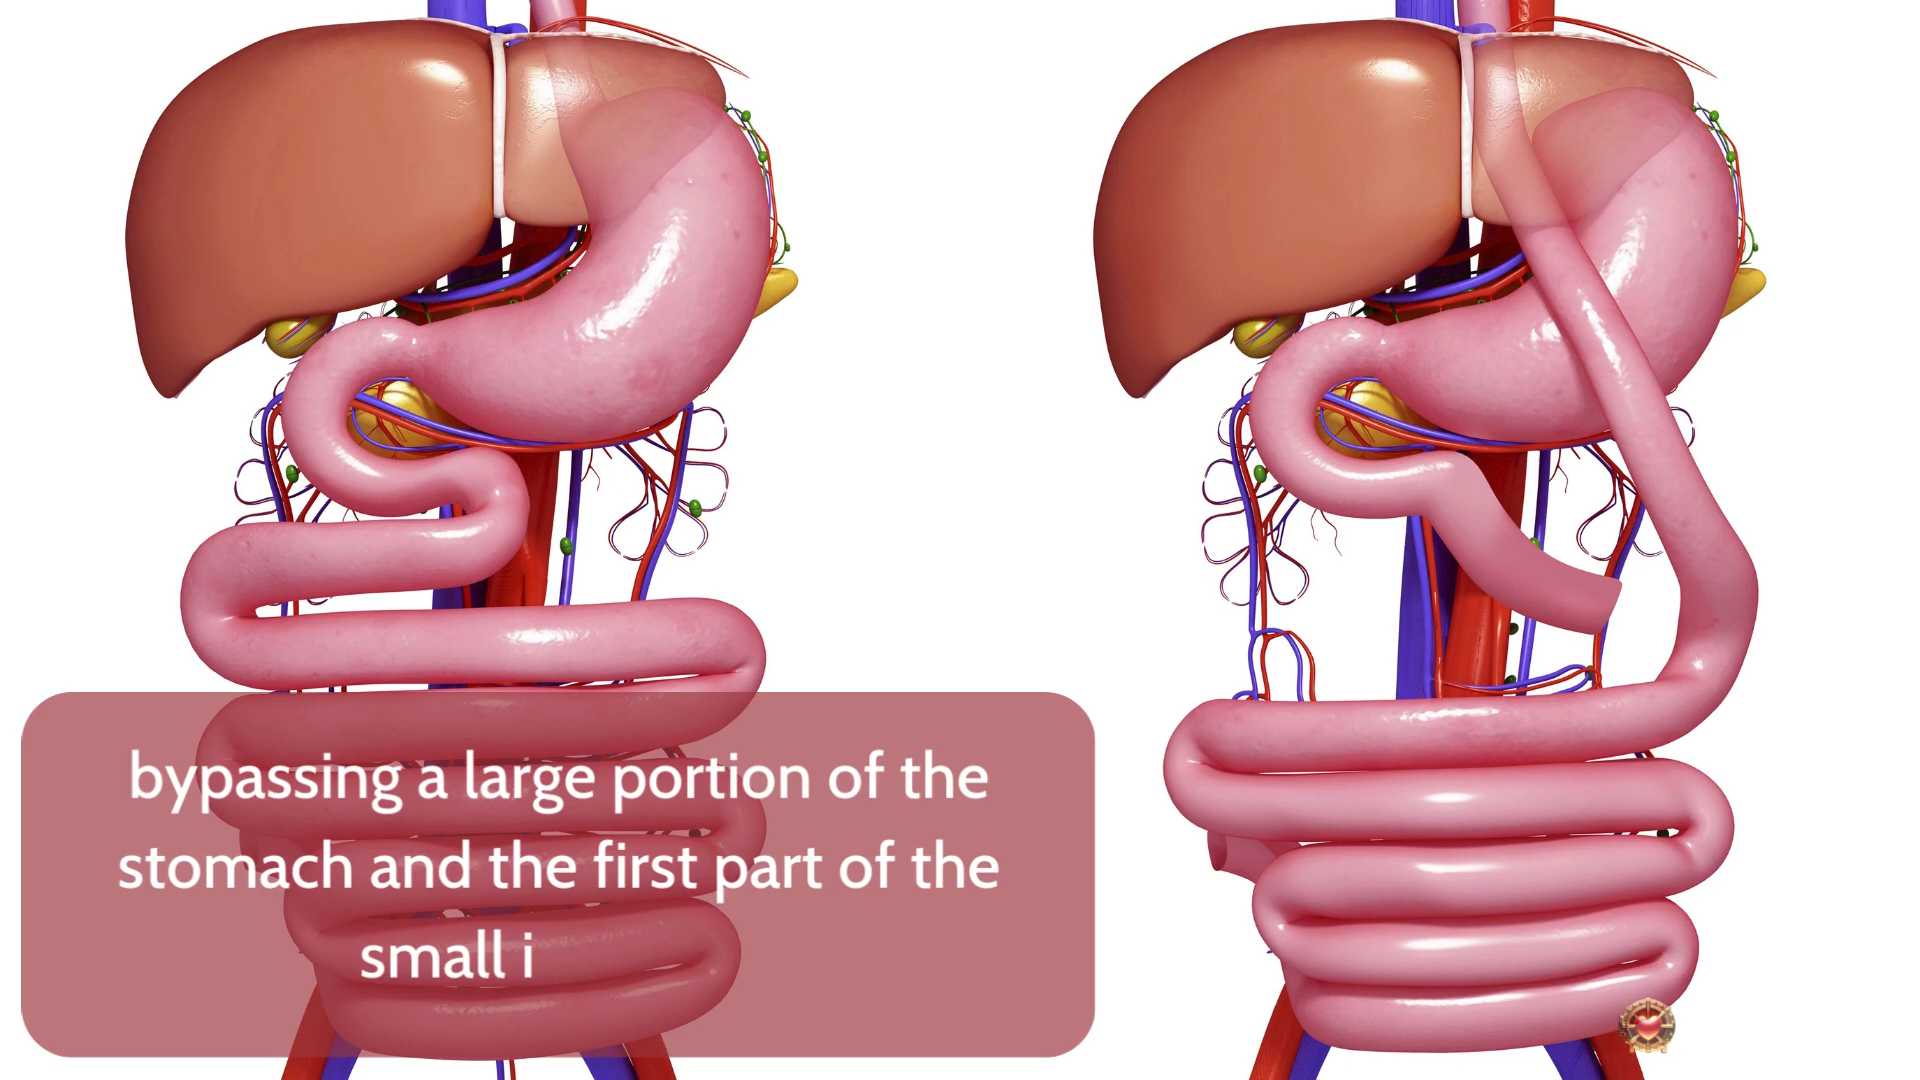 bypassing a large portion of the
stomach and the first part of the
small i